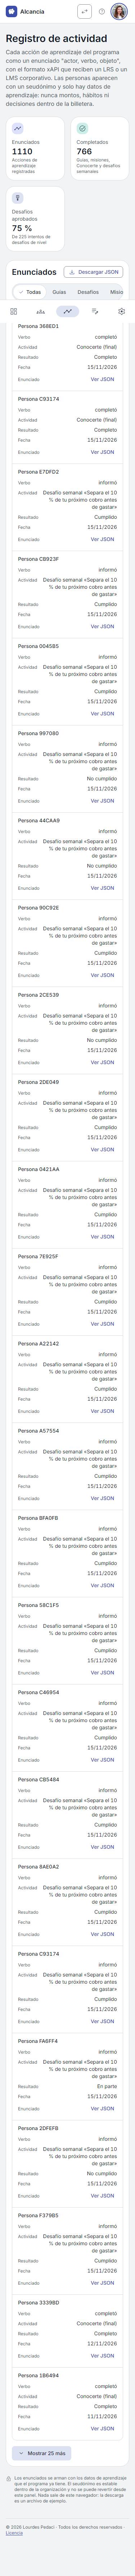 Alcancía
Registro de actividad
Cada acción de aprendizaje del programa
como un enunciado "actor, verbo, objeto",
con el formato xAPI que reciben un LRS o un
LMS corporativos. Las personas aparecen
como un seudónimo y no hay importes,
nóminas, patrimonio, horarios, hábitos ni
decisiones dentro de los billetes.
Enunciados
1110
Acciones de
aprendizaje
registradas
Completados
766
Guías, misiones,
Conocerte y desafíos
semanales
Desafíos
aprobados
75 %
De 225 intentos de
desafíos de nivel
Enunciados
Descargar JSON
Todas Guías Desafíos Misio
Persona 368ED1
Verbo completó
Actividad Conocerte (final)
Resultado Completo
Fecha 15/11/2026
Enunciado Ver JSON
Persona C93174
Verbo completó
Actividad Conocerte (final)
Resultado Completo
Fecha 15/11/2026
Enunciado Ver JSON
Persona E7DFD2
Verbo informó
Actividad Desafío semanal «Separa el 10
% de tu próximo cobro antes
de gastar»
Resultado Cumplido
Fecha 15/11/2026
Enunciado Ver JSON
Persona CB923F
Verbo informó
Actividad Desafío semanal «Separa el 10
% de tu próximo cobro antes
de gastar»
Resultado Cumplido
Fecha 15/11/2026
Enunciado Ver JSON
Persona 0045B5
Verbo informó
Actividad Desafío semanal «Separa el 10
% de tu próximo cobro antes
de gastar»
Resultado Cumplido
Fecha 15/11/2026
Enunciado Ver JSON
Persona 997080
Verbo informó
Actividad Desafío semanal «Separa el 10
% de tu próximo cobro antes
de gastar»
Resultado No cumplido
Fecha 15/11/2026
Enunciado Ver JSON
Persona 44CAA9
Verbo informó
Actividad Desafío semanal «Separa el 10
% de tu próximo cobro antes
de gastar»
Resultado No cumplido
Fecha 15/11/2026
Enunciado Ver JSON
Persona 90C92E
Verbo informó
Actividad Desafío semanal «Separa el 10
% de tu próximo cobro antes
de gastar»
Resultado Cumplido
Fecha 15/11/2026
Enunciado Ver JSON
Persona 2CE539
Verbo informó
Actividad Desafío semanal «Separa el 10
% de tu próximo cobro antes
de gastar»
Resultado No cumplido
Fecha 15/11/2026
Enunciado Ver JSON
Persona 2DE049
Verbo informó
Actividad Desafío semanal «Separa el 10
% de tu próximo cobro antes
de gastar»
Resultado Cumplido
Fecha 15/11/2026
Enunciado Ver JSON
Persona 0421AA
Verbo informó
Actividad Desafío semanal «Separa el 10
% de tu próximo cobro antes
de gastar»
Resultado Cumplido
Fecha 15/11/2026
Enunciado Ver JSON
Persona 7E925F
Verbo informó
Actividad Desafío semanal «Separa el 10
% de tu próximo cobro antes
de gastar»
Resultado Cumplido
Fecha 15/11/2026
Enunciado Ver JSON
Persona A22142
Verbo informó
Actividad Desafío semanal «Separa el 10
% de tu próximo cobro antes
de gastar»
Resultado Cumplido
Fecha 15/11/2026
Enunciado Ver JSON
Persona A57554
Verbo informó
Actividad Desafío semanal «Separa el 10
% de tu próximo cobro antes
de gastar»
Resultado Cumplido
Fecha 15/11/2026
Enunciado Ver JSON
Persona BFA0FB
Verbo informó
Actividad Desafío semanal «Separa el 10
% de tu próximo cobro antes
de gastar»
Resultado Cumplido
Fecha 15/11/2026
Enunciado Ver JSON
Persona 58C1F5
Verbo informó
Actividad Desafío semanal «Separa el 10
% de tu próximo cobro antes
de gastar»
Resultado Cumplido
Fecha 15/11/2026
Enunciado Ver JSON
Persona C46954
Verbo informó
Actividad Desafío semanal «Separa el 10
% de tu próximo cobro antes
de gastar»
Resultado Cumplido
Fecha 15/11/2026
Enunciado Ver JSON
Persona CB5484
Verbo informó
Actividad Desafío semanal «Separa el 10
% de tu próximo cobro antes
de gastar»
Resultado Cumplido
Fecha 15/11/2026
Enunciado Ver JSON
Persona 8AE0A2
Verbo informó
Actividad Desafío semanal «Separa el 10
% de tu próximo cobro antes
de gastar»
Resultado Cumplido
Fecha 15/11/2026
Enunciado Ver JSON
Persona C93174
Verbo informó
Actividad Desafío semanal «Separa el 10
% de tu próximo cobro antes
de gastar»
Resultado Cumplido
Fecha 15/11/2026
Enunciado Ver JSON
Persona FA6FF4
Verbo informó
Actividad Desafío semanal «Separa el 10
% de tu próximo cobro antes
de gastar»
Resultado En parte
Fecha 15/11/2026
Enunciado Ver JSON
Persona 2DFEFB
Verbo informó
Actividad Desafío semanal «Separa el 10
% de tu próximo cobro antes
de gastar»
Resultado No cumplido
Fecha 15/11/2026
Enunciado Ver JSON
Persona F379B5
Verbo informó
Actividad Desafío semanal «Separa el 10
% de tu próximo cobro antes
de gastar»
Resultado Cumplido
Fecha 15/11/2026
Enunciado Ver JSON
Persona 3339BD
Verbo completó
Actividad Conocerte (final)
Resultado Completo
Fecha 12/11/2026
Enunciado Ver JSON
Persona 1B6494
Verbo completó
Actividad Conocerte (final)
Resultado Completo
Fecha 11/11/2026
Enunciado Ver JSON
Mostrar 25 más
Los enunciados se arman con los datos de aprendizaje
que el programa ya tiene. El seudónimo es estable
dentro de la organización y no se puede revertir desde
este panel. Nada sale de este navegador: la descarga
es un archivo de ejemplo.
© 2026 Lourdes Pedaci · Todos los derechos reservados ·
Licencia